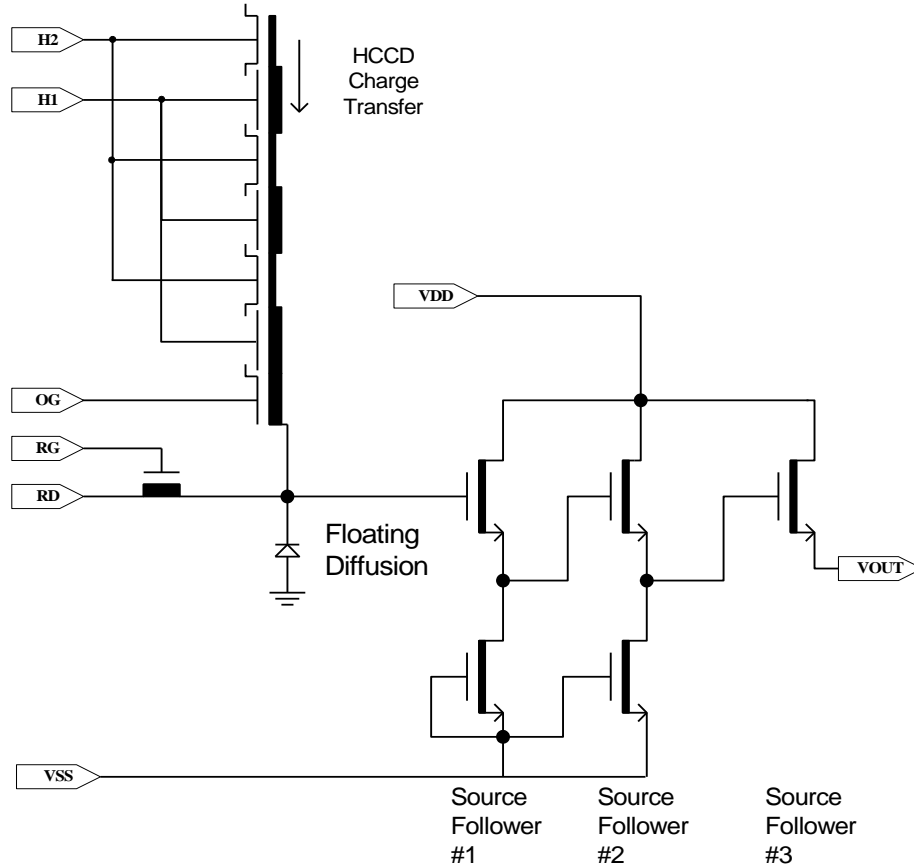 H2
HCCD
Charge
Transfer
H1
VDD
OG
RG
RD
Floating
Diffusion
VOUT
VSS
Source
Follower
#1
Source
Follower
#2
Source
Follower
#3